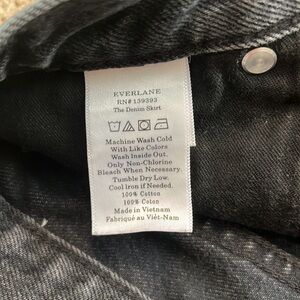 EVERLANE
RN# 139393
The Denim Skirt
Machine Wash Cold
With Like Colors
Wash Inside Out.
Only Non-Chlorine
Bleach When Necessary.
Tumble Dry Low.
Cool Iron if Needed.
100% Cotton
100% Coton
Made in Vietnam
Fabriqué au Viêt-Nam